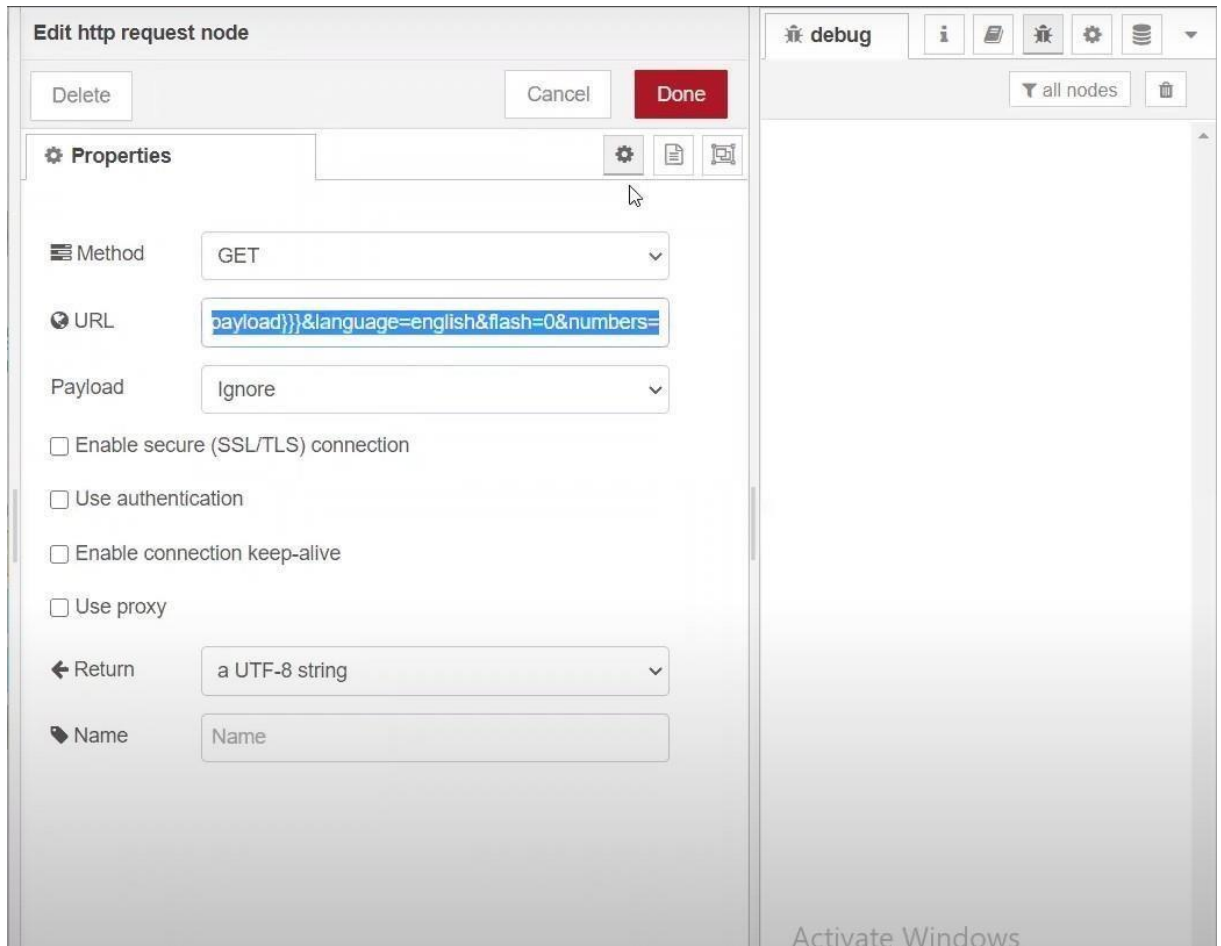 Edit http request node
debug
all nodes
Delete
Cancel
Done
Properties
Method
GET
URL
payload}}}&language=english&flash=0&numbers=
Payload
Ignore
Enable secure (SSL/TLS) connection
Use authentication
Enable connection keep-alive
Use proxy
Return
a UTF-8 string
Name
Name
Activate Windows